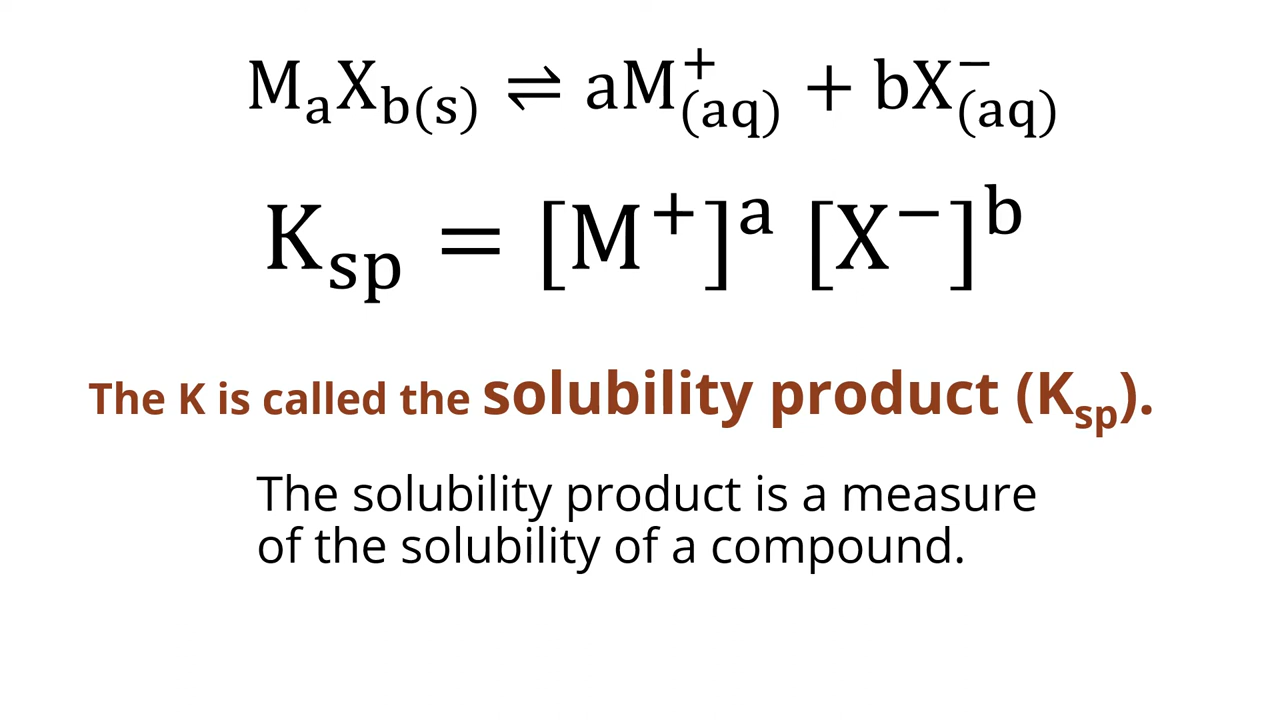 MₐX_b(s) ⇌ aM⁺(aq) + bX⁻(aq)
Kₛₚ = [M⁺]ᵃ [X⁻]ᵇ
The K is called the solubility product (Kₛₚ).
The solubility product is a measure
of the solubility of a compound.